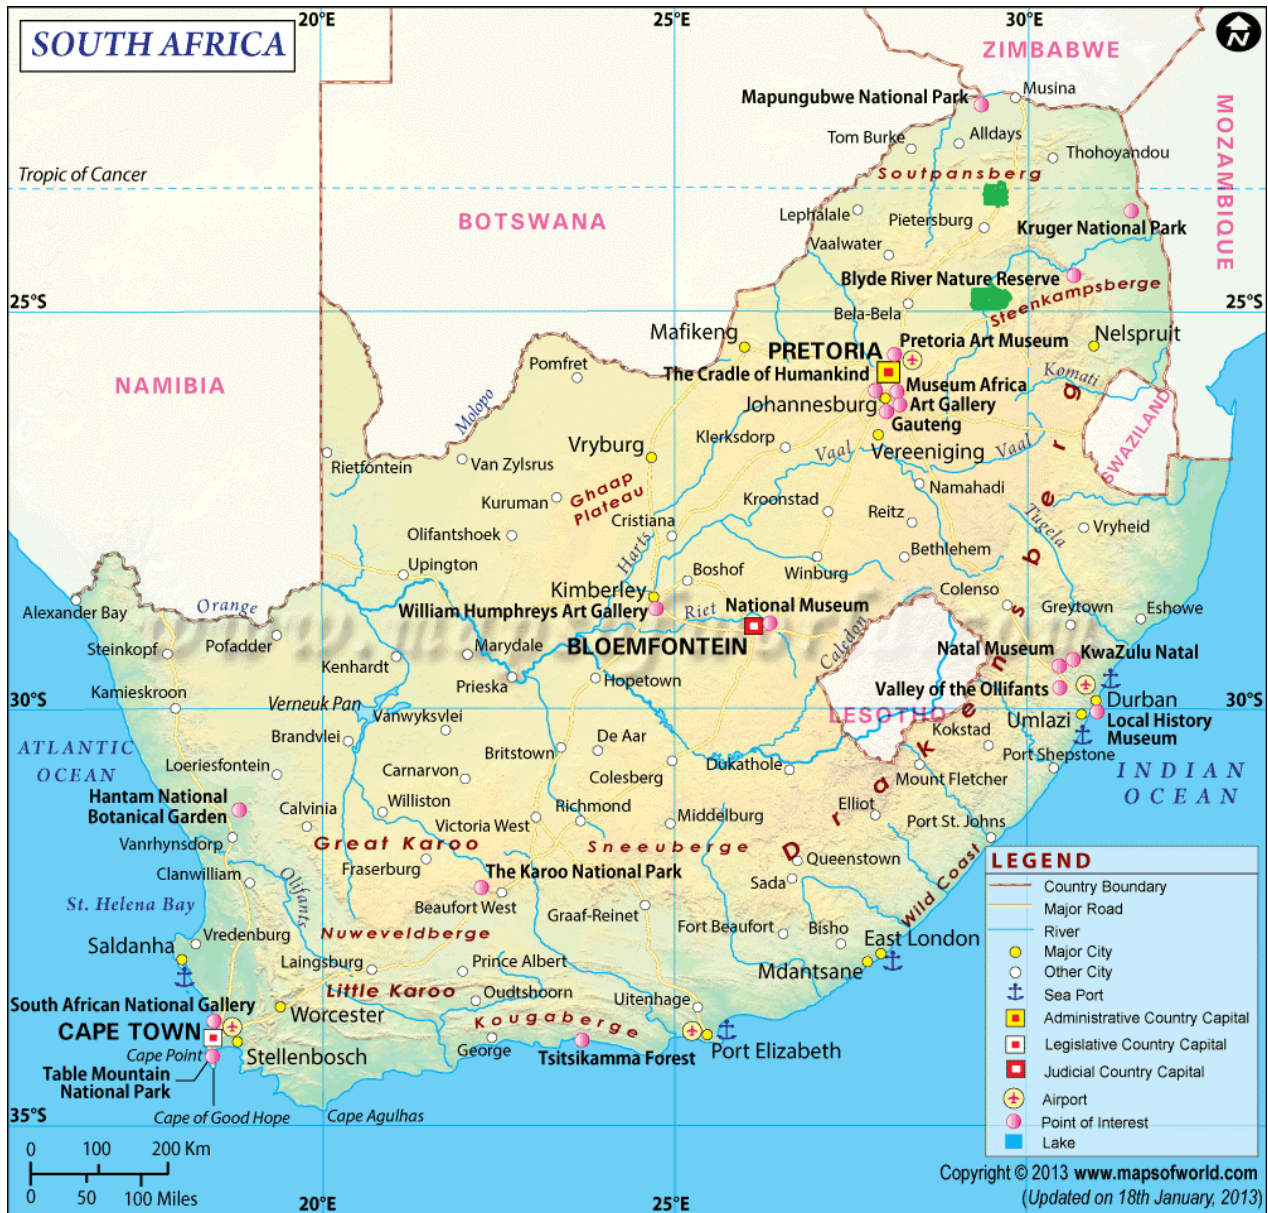 SOUTH AFRICA
20°E
25°E
30°E
N
ZIMBABWE
Mapungubwe National Park
Musina
MOZAMBIQUE
Tom Burke
Alldays
Thohoyandou
Tropic of Cancer
Soutpansberg
BOTSWANA
Lephalale
Pietersburg
Kruger National Park
Vaalwater
Blyde River Nature Reserve
Steenkampsberge
25°S
25°S
Bela-Bela
Mafikeng
Pretoria Art Museum
Nelspruit
PRETORIA
Pomfret
The Cradle of Humankind
Komati
NAMIBIA
Museum Africa
Molopo
Johannesburg
Art Gallery
Gauteng
SWAZILAND
Vryburg
Klerksdorp
Vaal
Vereeniging
Vaal
Rietfontein
Van Zylsrus
Ghaap
Plateau
Kuruman
Kroonstad
Namahadi
Reitz
Tugela
Cristiana
Vryheid
Olifantshoek
Harts
Bethlehem
Upington
Boshof
Winburg
Colenso
Kimberley
Alexander Bay
Orange
William Humphreys Art Gallery
Riet
National Museum
Greytown
Eshowe
Caledon
Steinkopf
Pofadder
Marydale
BLOEMFONTEIN
Natal Museum
KwaZulu Natal
Kenhardt
Prieska
Hopetown
Valley of the Ollifants
Kamieskroon
Verneuk Pan
30°S
30°S
Vanwyksvlei
LESOTHO
Durban
Umlazi
Local History
Museum
Brandvlei
De Aar
Kokstad
ATLANTIC
OCEAN
Britstown
Port Shepstone
Loeriesfontein
Carnarvon
Colesberg
Dukathole
Mount Fletcher
INDIAN
OCEAN
Hantam National
Botanical Garden
Calvinia
Williston
Richmond
Elliot
Victoria West
Middelburg
Port St. Johns
Drakensberg
Vanrhynsdorp
Great Karoo
Sneeuberge
Queenstown
Fraserburg
Clanwilliam
The Karoo National Park
Sada
Wild Coast
Olifants
St. Helena Bay
Beaufort West
Graaf-Reinet
Fort Beaufort
Bisho
Nuweveldberge
Vredenburg
Saldanha
East London
Laingsburg
Prince Albert
Mdantsane
South African National Gallery
Little Karoo
Oudtshoorn
Uitenhage
Worcester
Kougaberge
CAPE TOWN
Cape Point
Stellenbosch
George
Tsitsikamma Forest
Port Elizabeth
Table Mountain
National Park
Cape of Good Hope
Cape Agulhas
35°S
LEGEND
Country Boundary
Major Road
River
Major City
Other City
Sea Port
Administrative Country Capital
Legislative Country Capital
Judicial Country Capital
Airport
Point of Interest
Lake
0 100 200 Km
0 50 100 Miles
20°E
25°E
Copyright © 2013 www.mapsofworld.com
(Updated on 18th January, 2013)